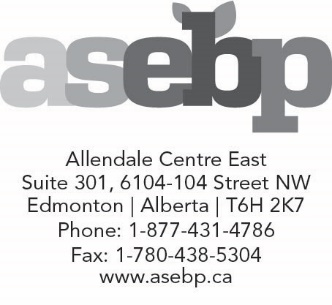 asebp
Allendale Centre East
Suite 301, 6104-104 Street NW
Edmonton | Alberta | T6H 2K7
Phone: 1-877-431-4786
Fax: 1-780-438-5304
www.asebp.ca